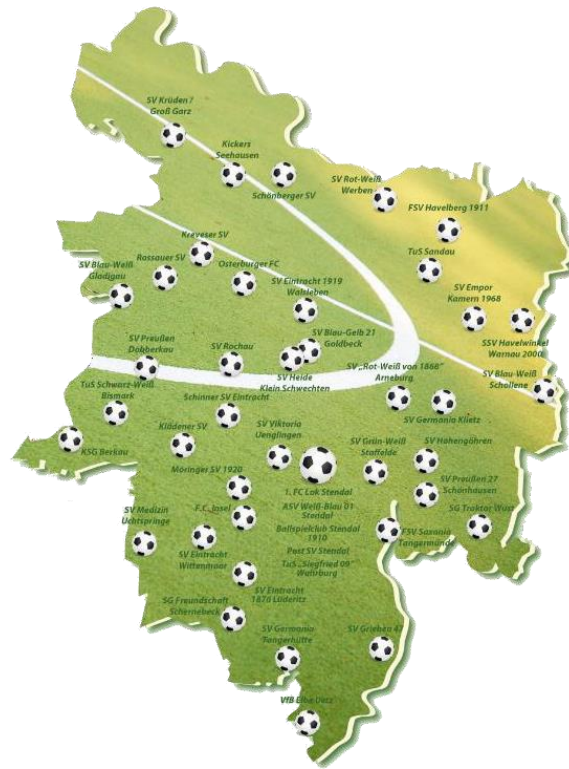 SV Krüden /
Groß Garz
Kickers
Seehausen
Schönberger SV
SV Rot-Weiß
Werben
FSV Havelberg 1911
TuS Sandau
Kreveser SV
Rossauer SV
Osterburger FC
SV Blau-Weiß
Gladigau
SV Eintracht 1919
Walsleben
SV Empor
Kamern 1968
SSV Havelwinkel
Warnau 2000
SV Blau-Gelb 21
Goldbeck
SV Preußen
Dobberkau
SV Rochau
SV Heide
Klein Schwechten
SV „Rot-Weiß von 1868"
Arneburg
SV Blau-Weiß
Schollene
TuS Schwarz-Weiß
Bismark
Schinner SV Eintracht
SV Germania Klietz
KSG Berkau
Klädener SV
SV Viktoria
Uenglingen
SV Grün-Weiß
Staffelde
SV Hohengöhren
Möringer SV 1920
1. FC Lok Stendal
SV Preußen 27
Schönhausen
ASV Weiß-Blau 01
Stendal
SV Medizin
Uchtspringe
F.C. Jasel
Ballspielclub Stendal
1910
FSV Saxonia
Tangermünde
SG Traktor Wust
SV Eintracht
Wittenmoor
Post SV Stendal
TuS „Siegfried 09"
Wahrburg
SV Eintracht
1878 Lüderitz
SG Freundschaft
Schernebeck
SV Germania
Tangerhütte
SV Grieben 47
VfB Elbe Uetz